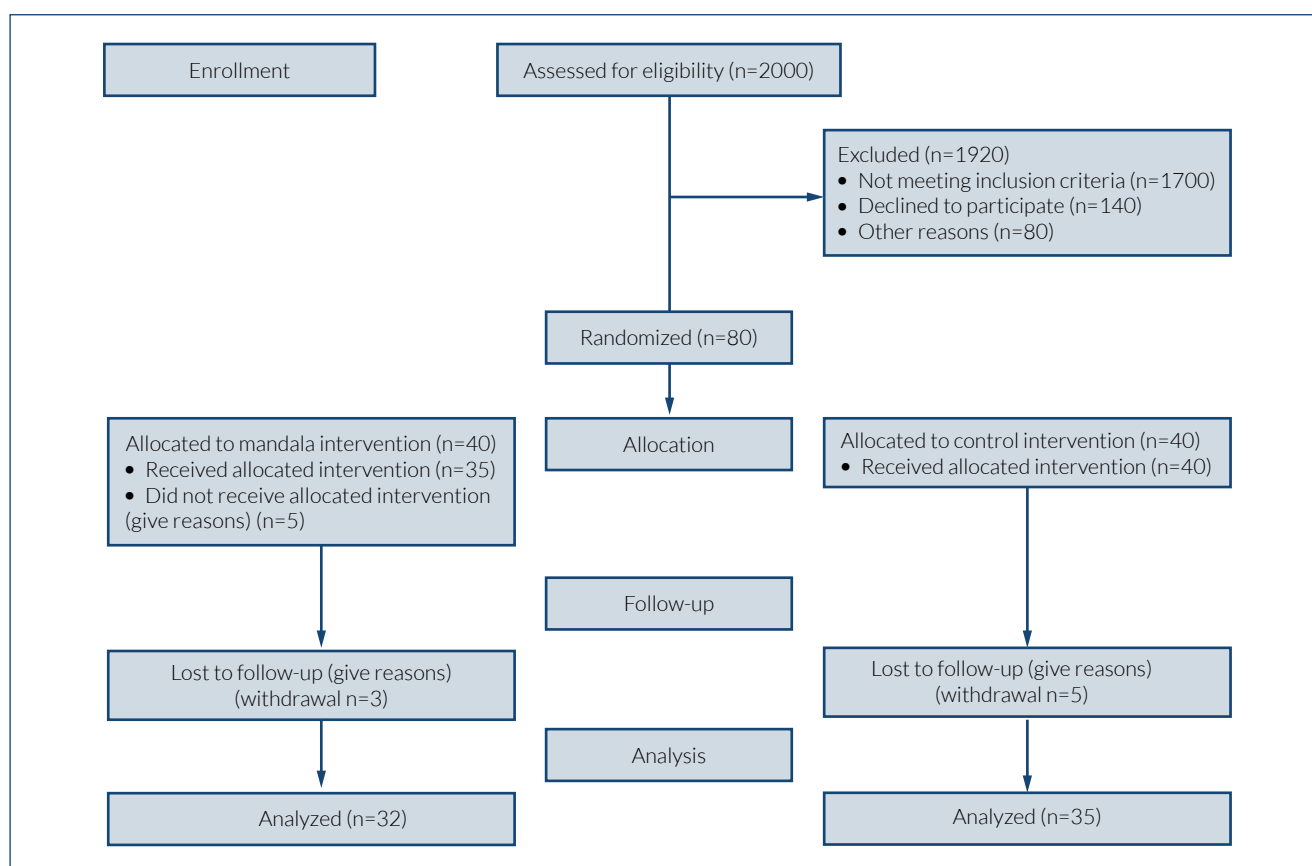 Enrollment
Assessed for eligibility (n=2000)
Excluded (n=1920)
• Not meeting inclusion criteria (n=1700)
• Declined to participate (n=140)
• Other reasons (n=80)
Randomized (n=80)
Allocated to mandala intervention (n=40)
• Received allocated intervention (n=35)
• Did not receive allocated intervention
(give reasons) (n=5)
Allocation
Allocated to control intervention (n=40)
• Received allocated intervention (n=40)
Follow-up
Lost to follow-up (give reasons)
(withdrawal n=3)
Lost to follow-up (give reasons)
(withdrawal n=5)
Analysis
Analyzed (n=32)
Analyzed (n=35)